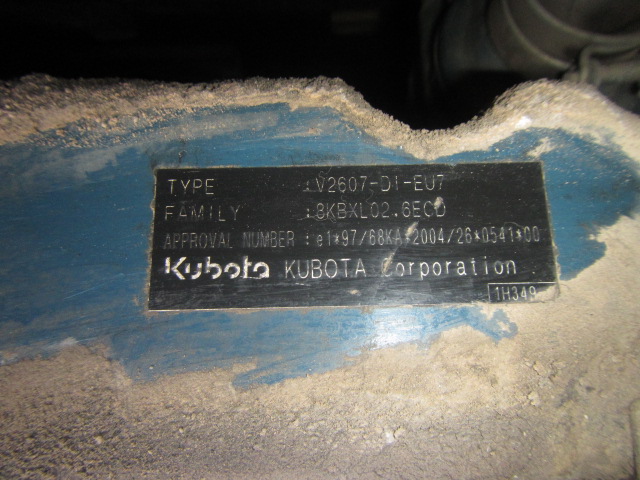 TYPE : V2607-DI-EU7
FAMILY : 8KBXL02.6ECD
APPROVAL NUMBER : e1*97/68KA*2004/26*0541*00
Kubota KUBOTA Corporation
1H349